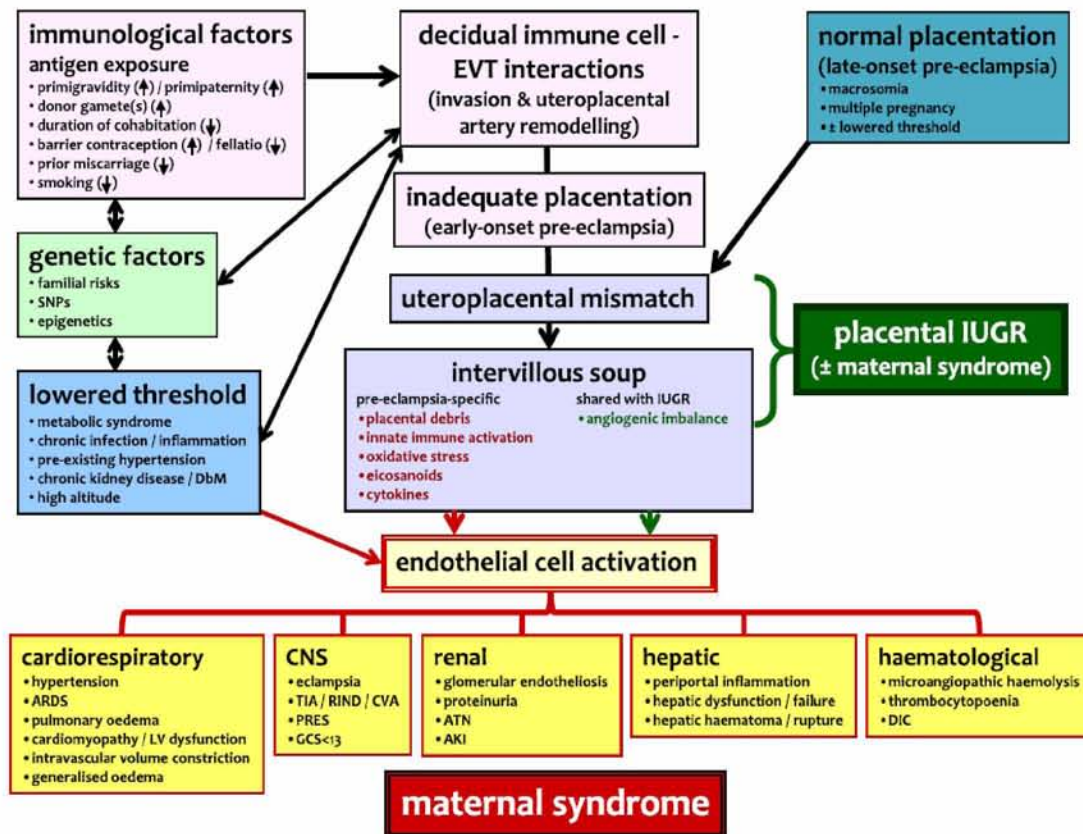 immunological factors
antigen exposure
• primigravidity (↑) / primipaternity (↑)
• donor gamete(s) (↑)
• duration of cohabitation (↓)
• barrier contraception (↑) / fellatio (↓)
• prior miscarriage (↓)
• smoking (↓)
decidual immune cell -
EVT interactions
(invasion & uteroplacental
artery remodelling)
normal placentation
(late-onset pre-eclampsia)
• macrosomia
• multiple pregnancy
• ± lowered threshold
inadequate placentation
(early-onset pre-eclampsia)
genetic factors
• familial risks
• SNPs
• epigenetics
uteroplacental mismatch
placental IUGR
(± maternal syndrome)
lowered threshold
• metabolic syndrome
• chronic infection / inflammation
• pre-existing hypertension
• chronic kidney disease / DbM
• high altitude
intervillous soup
pre-eclampsia-specific
• placental debris
• innate immune activation
• oxidative stress
• eicosanoids
• cytokines
shared with IUGR
• angiogenic imbalance
endothelial cell activation
cardiorespiratory
• hypertension
• ARDS
• pulmonary oedema
• cardiomyopathy / LV dysfunction
• intravascular volume constriction
• generalised oedema
CNS
• eclampsia
• TIA / RIND / CVA
• PRES
• GCS<13
renal
• glomerular endotheliosis
• proteinuria
• ATN
• AKI
hepatic
• periportal inflammation
• hepatic dysfunction / failure
• hepatic haematoma / rupture
haematological
• microangiopathic haemolysis
• thrombocytopoenia
• DIC
maternal syndrome